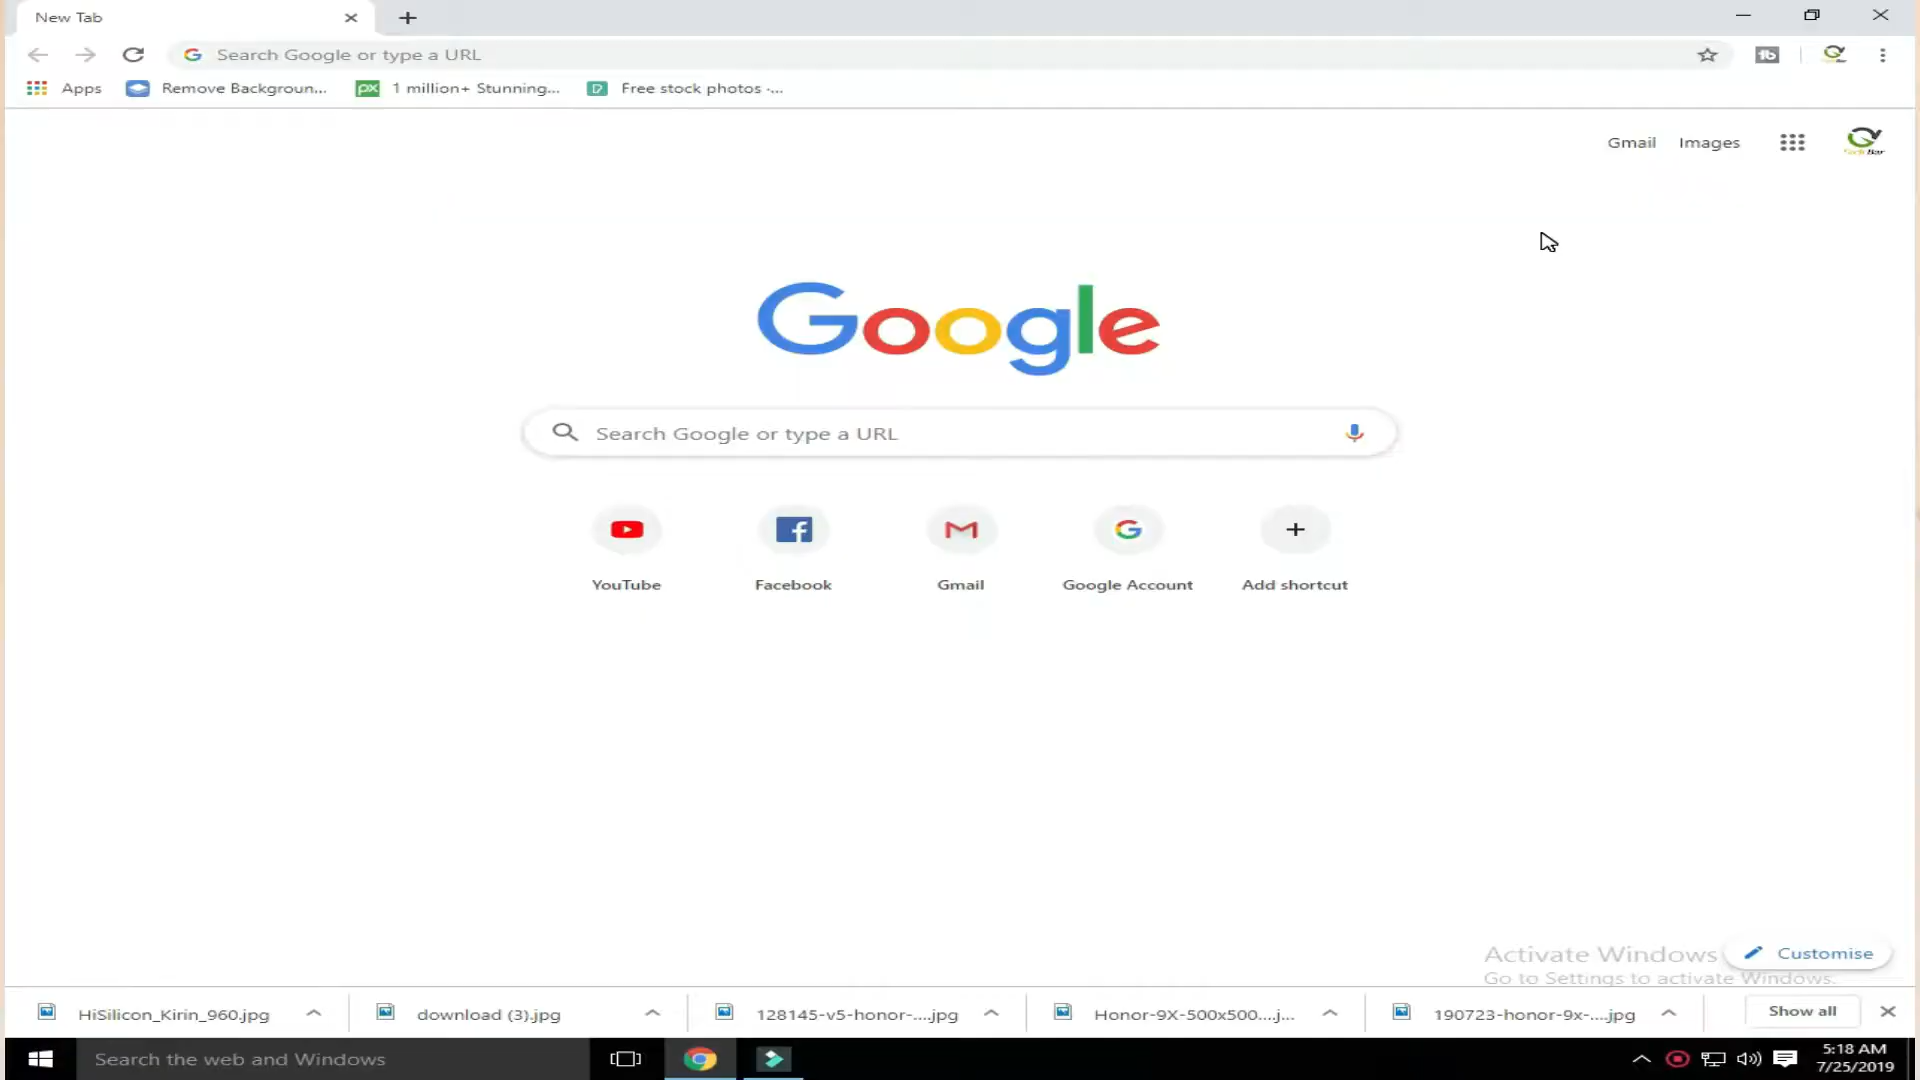 New Tab
Search Google or type a URL
Apps
Remove Backgroun...
1 million+ Stunning...
Free stock photos ·...
Gmail
Images
Google
Search Google or type a URL
YouTube
Facebook
Gmail
Google Account
Add shortcut
Activate Windows
Go to Settings to activate Windows.
Customise
HiSilicon_Kirin_960.jpg
download (3).jpg
128145-v5-honor-....jpg
Honor-9X-500x500....j...
190723-honor-9x-....jpg
Show all
Search the web and Windows
5:18 AM
7/25/2019